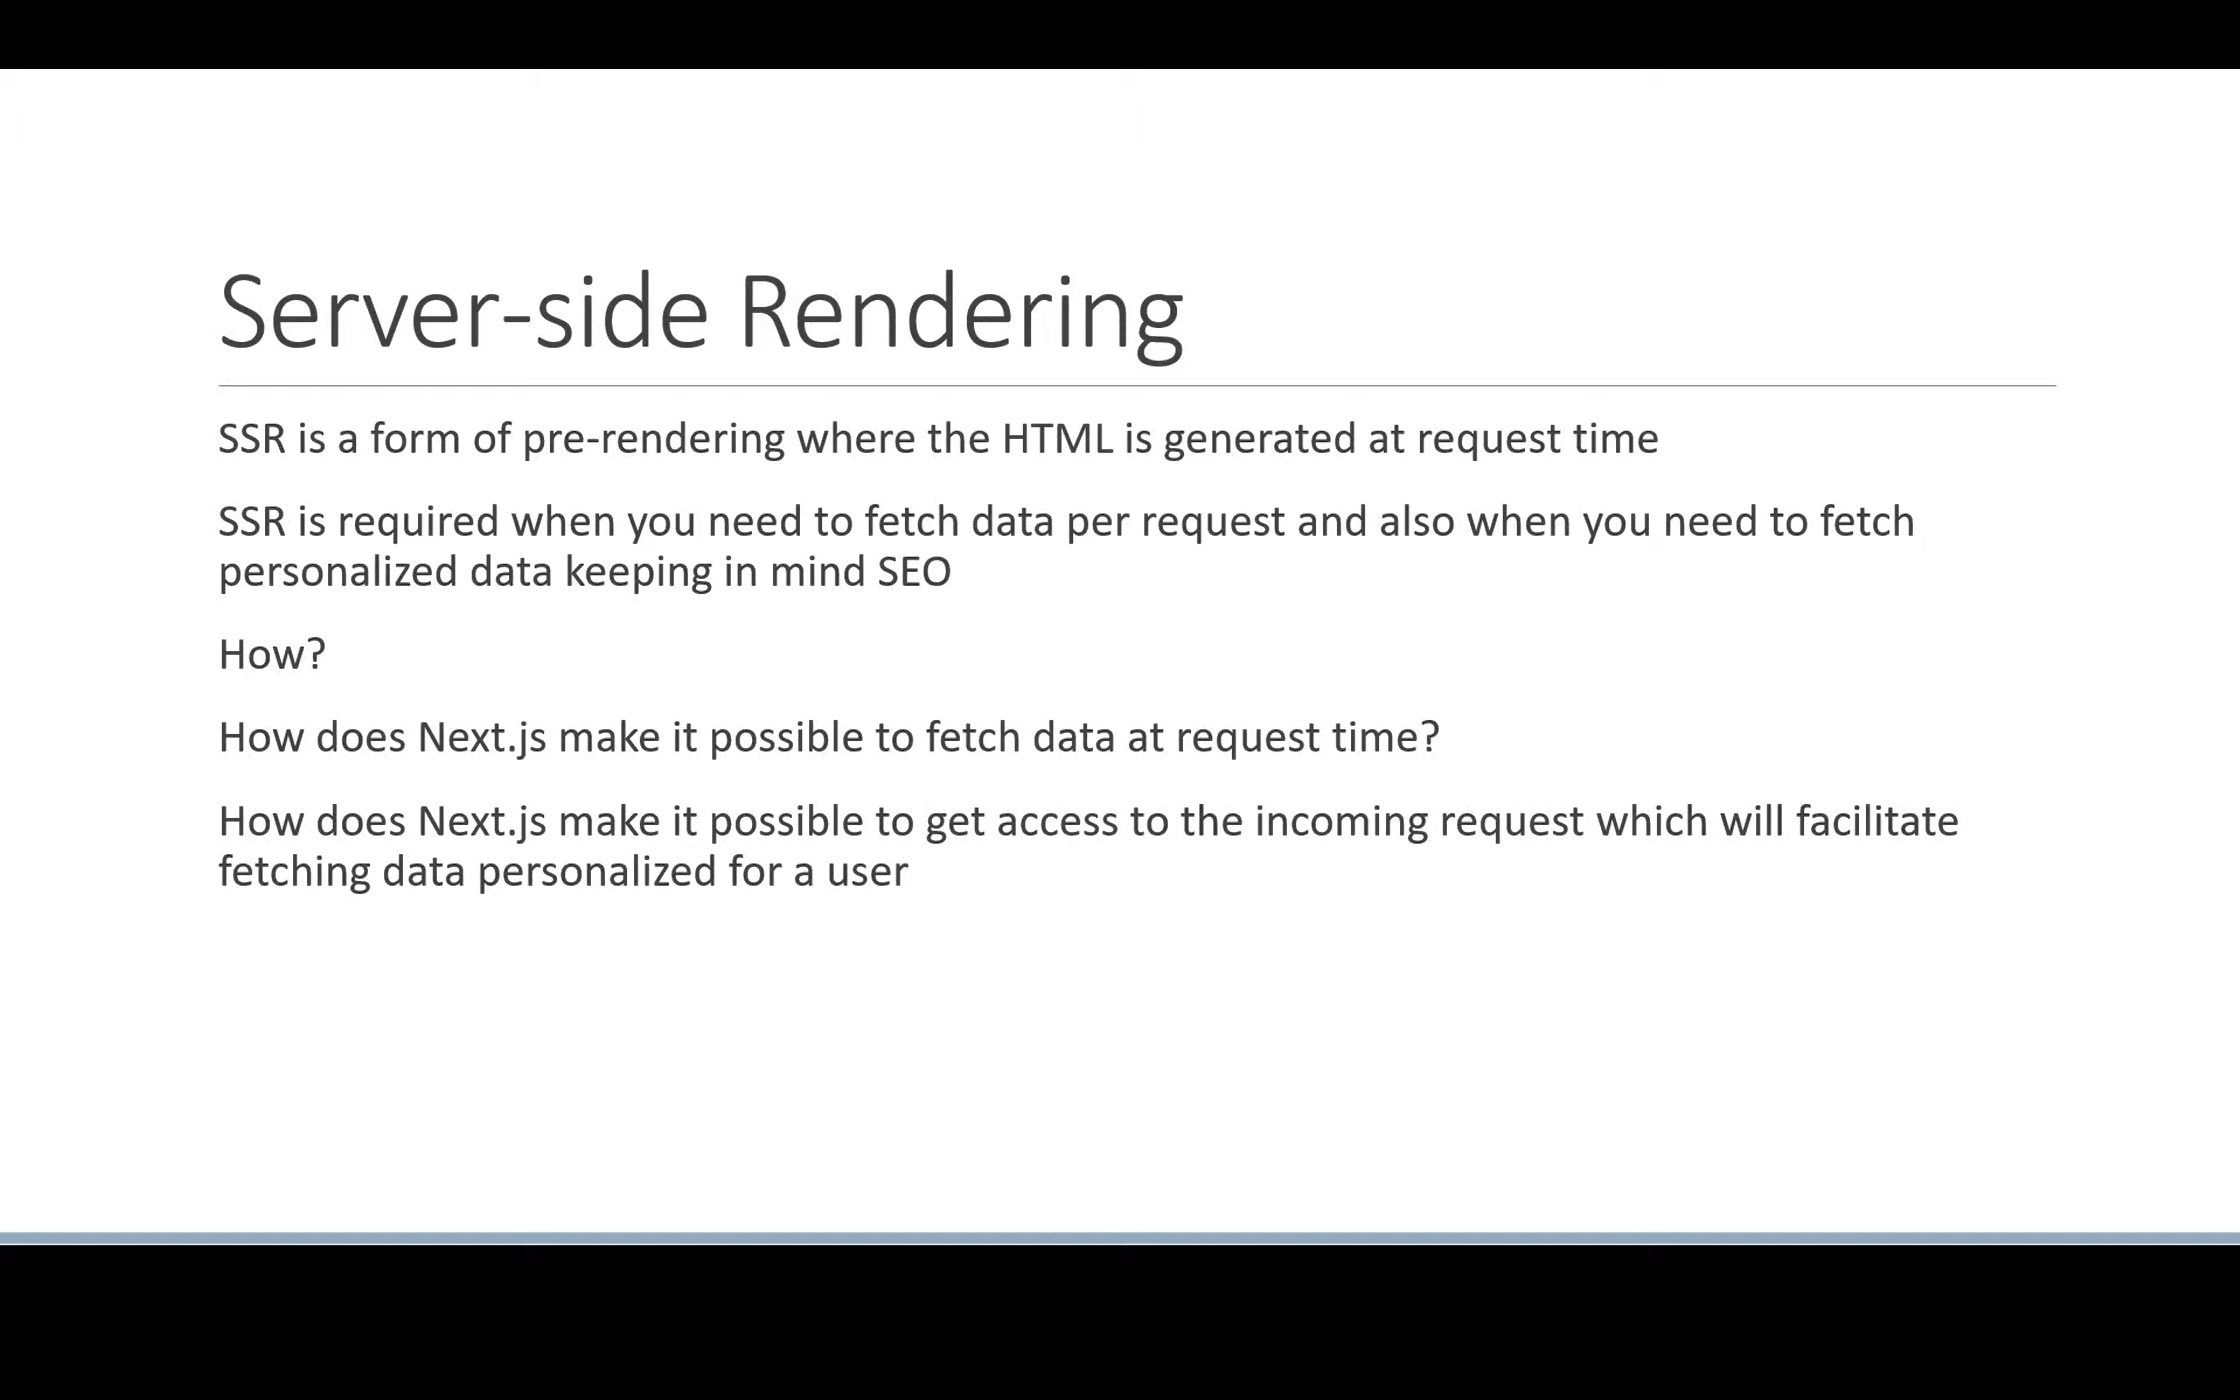 Server-side Rendering
SSR is a form of pre-rendering where the HTML is generated at request time
SSR is required when you need to fetch data per request and also when you need to fetch
personalized data keeping in mind SEO
How?
How does Next.js make it possible to fetch data at request time?
How does Next.js make it possible to get access to the incoming request which will facilitate
fetching data personalized for a user